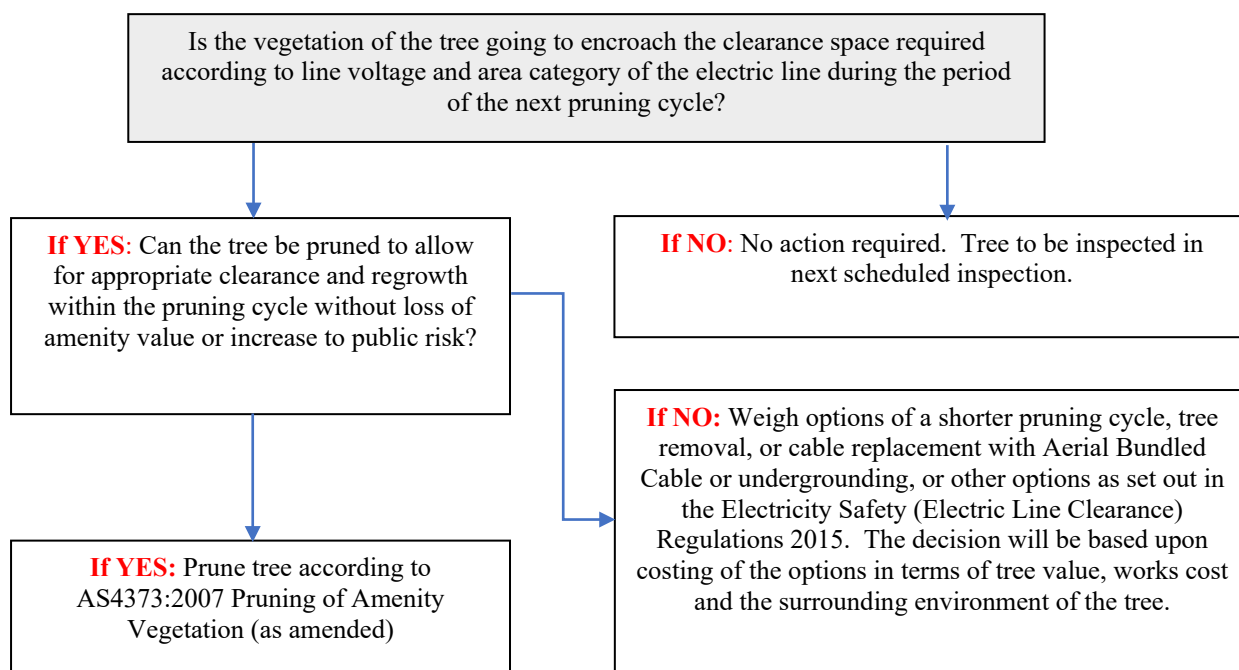 Is the vegetation of the tree going to encroach the clearance space required
according to line voltage and area category of the electric line during the period
of the next pruning cycle?
If YES: Can the tree be pruned to allow
for appropriate clearance and regrowth
within the pruning cycle without loss of
amenity value or increase to public risk?
If NO: No action required. Tree to be inspected in
next scheduled inspection.
If NO: Weigh options of a shorter pruning cycle, tree
removal, or cable replacement with Aerial Bundled
Cable or undergrounding, or other options as set out in
the Electricity Safety (Electric Line Clearance)
Regulations 2015. The decision will be based upon
costing of the options in terms of tree value, works cost
and the surrounding environment of the tree.
If YES: Prune tree according to
AS4373:2007 Pruning of Amenity
Vegetation (as amended)